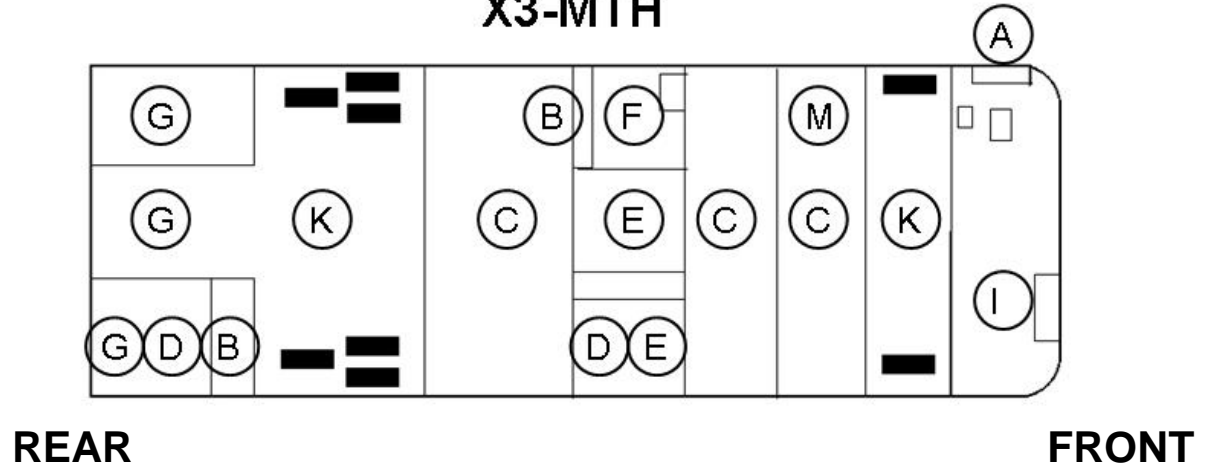 X3-MTH
A
G B F M
G K C E C C K
I
G D B D E
REAR FRONT